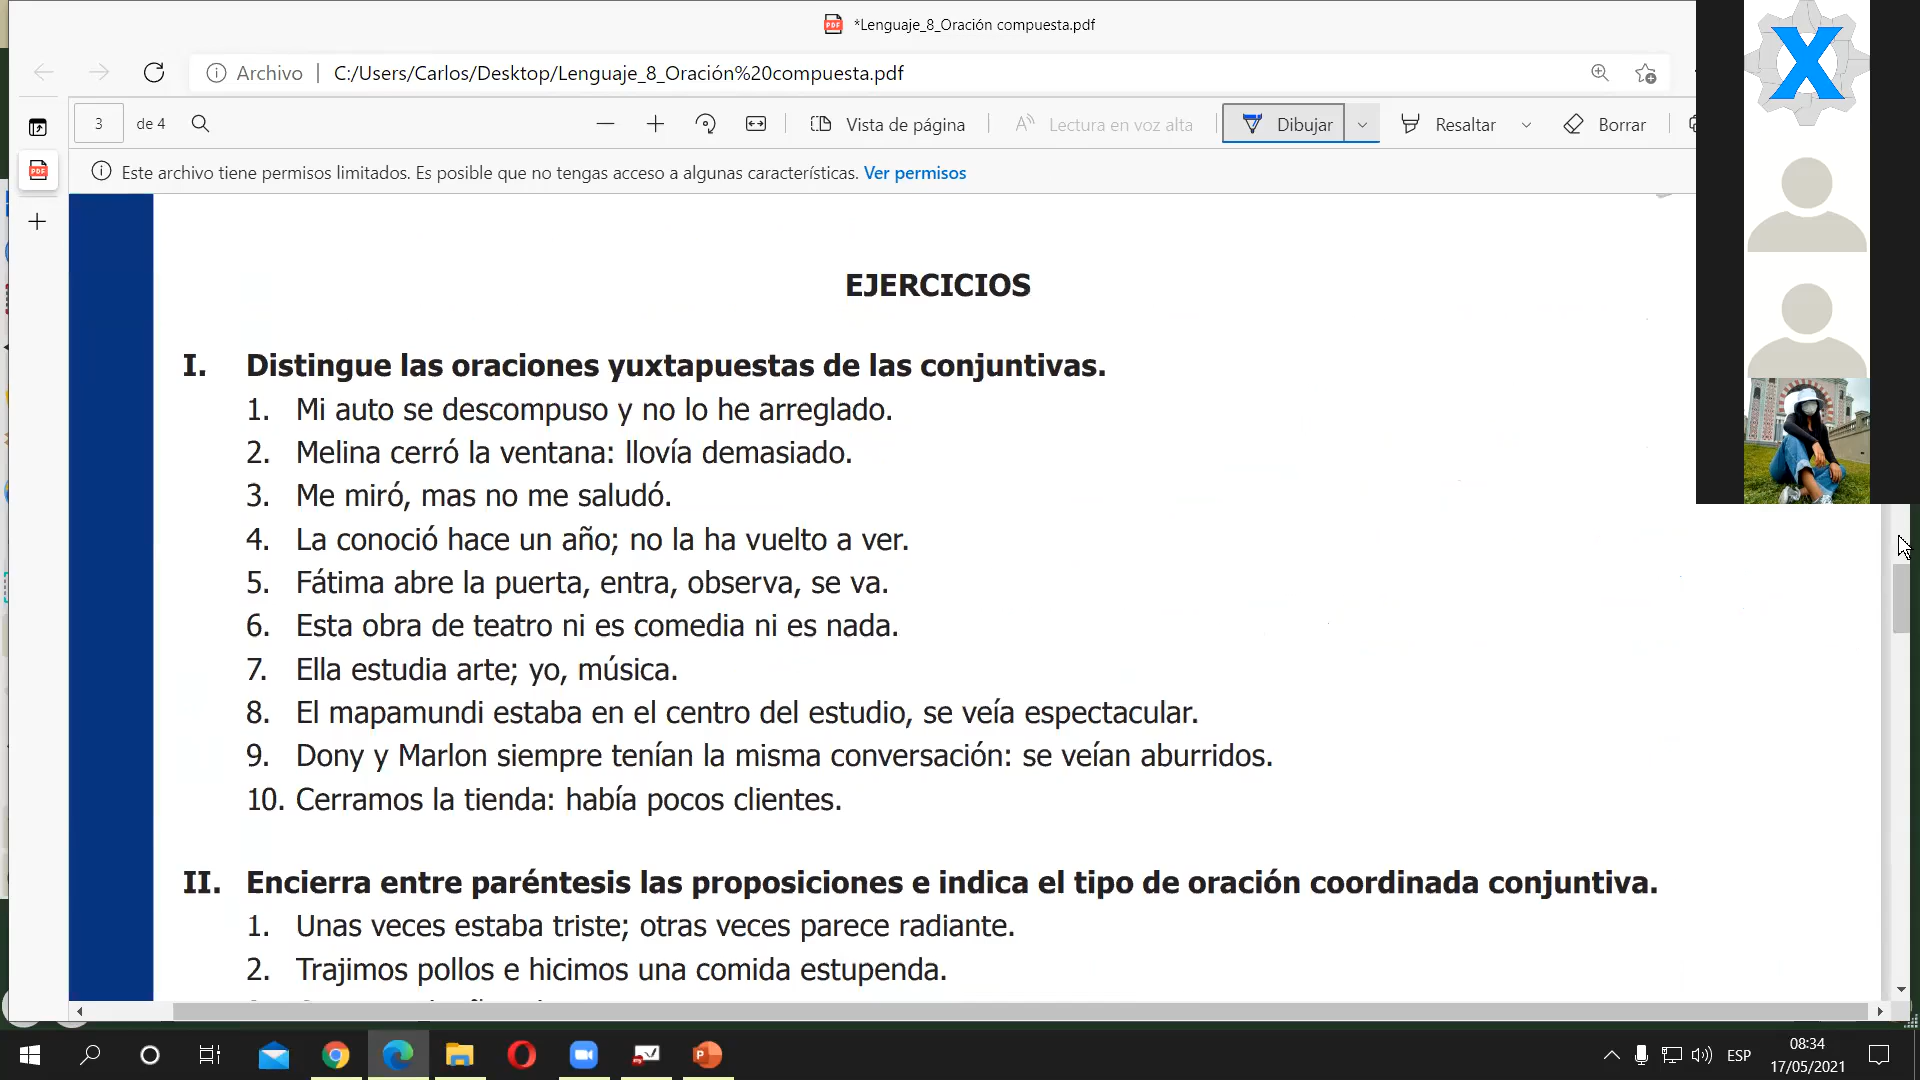 *Lenguaje_8_Oración compuesta.pdf
Archivo | C:/Users/Carlos/Desktop/Lenguaje_8_Oración%20compuesta.pdf
3 de 4 Vista de página Lectura en voz alta Dibujar Resaltar Borrar
Este archivo tiene permisos limitados. Es posible que no tengas acceso a algunas características. Ver permisos
EJERCICIOS
I. Distingue las oraciones yuxtapuestas de las conjuntivas.
1. Mi auto se descompuso y no lo he arreglado.
2. Melina cerró la ventana: llovía demasiado.
3. Me miró, mas no me saludó.
4. La conoció hace un año; no la ha vuelto a ver.
5. Fátima abre la puerta, entra, observa, se va.
6. Esta obra de teatro ni es comedia ni es nada.
7. Ella estudia arte; yo, música.
8. El mapamundi estaba en el centro del estudio, se veía espectacular.
9. Dony y Marlon siempre tenían la misma conversación: se veían aburridos.
10. Cerramos la tienda: había pocos clientes.
II. Encierra entre paréntesis las proposiciones e indica el tipo de oración coordinada conjuntiva.
1. Unas veces estaba triste; otras veces parece radiante.
2. Trajimos pollos e hicimos una comida estupenda.
ESP
08:34
17/05/2021